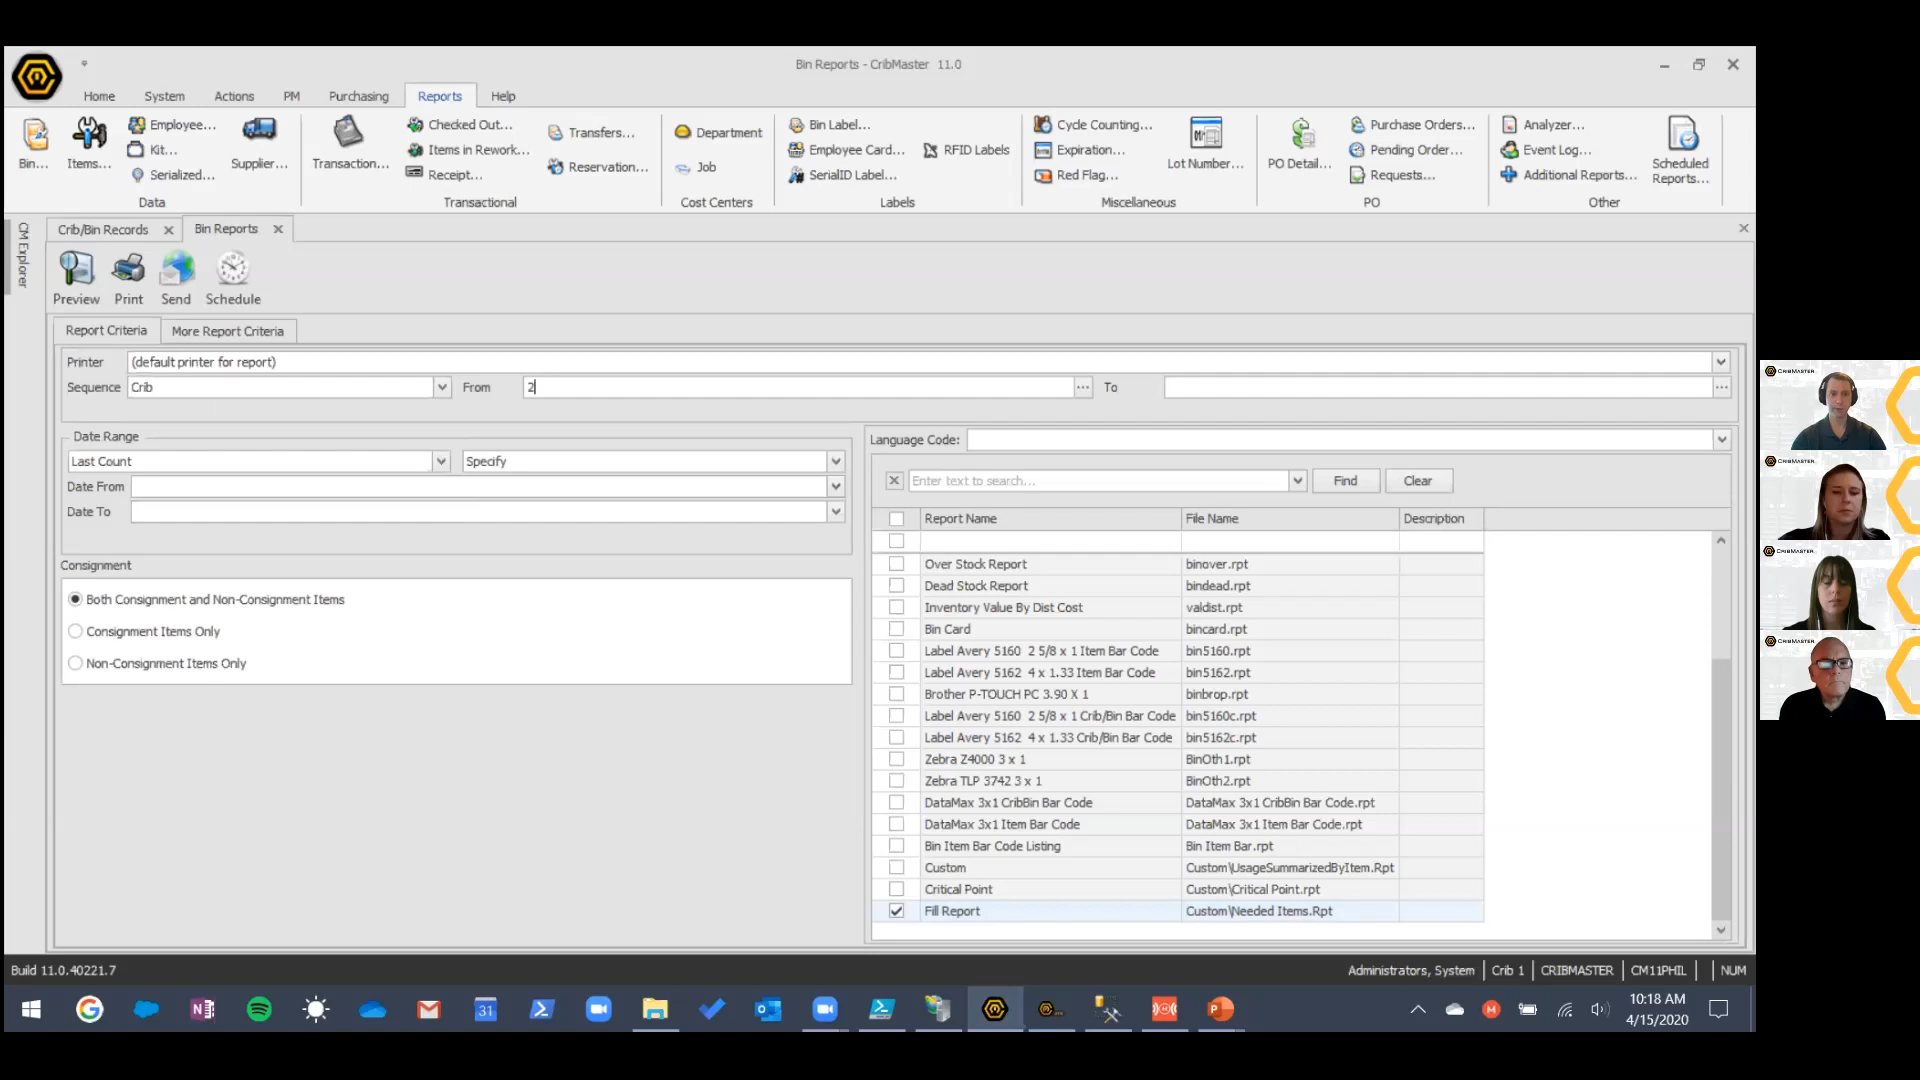 Bin Reports - CribMaster 11.0
Home System Actions PM Purchasing Reports Help
Bin...
Items...
Employee...
Kit...
Serialized...
Supplier...
Data
Transaction...
Checked Out...
Items in Rework...
Receipt...
Transfers...
Reservation...
Transactional
Department
Job
Cost Centers
Bin Label...
Employee Card...
SerialID Label...
RFID Labels
Labels
Cycle Counting...
Expiration...
Red Flag...
Lot Number...
Miscellaneous
PO Detail...
Purchase Orders...
Pending Order...
Requests...
PO
Analyzer...
Event Log...
Additional Reports...
Scheduled
Reports...
Other
CM Explorer
Crib/Bin Records
Bin Reports
Preview Print Send Schedule
Report Criteria More Report Criteria
Printer (default printer for report)
Sequence Crib From 2 To
Date Range
Last Count Specify
Date From
Date To
Consignment
Both Consignment and Non-Consignment Items
Consignment Items Only
Non-Consignment Items Only
Language Code:
Enter text to search... Find Clear
Report Name File Name Description
Over Stock Report binover.rpt
Dead Stock Report bindead.rpt
Inventory Value By Dist Cost valdist.rpt
Bin Card bincard.rpt
Label Avery 5160 2 5/8 x 1 Item Bar Code bin5160.rpt
Label Avery 5162 4 x 1.33 Item Bar Code bin5162.rpt
Brother P-TOUCH PC 3.90 X 1 binbrop.rpt
Label Avery 5160 2 5/8 x 1 Crib/Bin Bar Code bin5160c.rpt
Label Avery 5162 4 x 1.33 Crib/Bin Bar Code bin5162c.rpt
Zebra Z4000 3 x 1 BinOth1.rpt
Zebra TLP 3742 3 x 1 BinOth2.rpt
DataMax 3x1 CribBin Bar Code DataMax 3x1 CribBin Bar Code.rpt
DataMax 3x1 Item Bar Code DataMax 3x1 Item Bar Code.rpt
Bin Item Bar Code Listing Bin Item Bar.rpt
Custom Custom\UsageSummarizedByItem.Rpt
Critical Point Custom\Critical Point.rpt
Fill Report Custom\Needed Items.Rpt
Build 11.0.40221.7
Administrators, System Crib 1 CRIBMASTER CM11PHIL NUM
31
10:18 AM
4/15/2020
CRIBMASTER
CRIBMASTER
CRIBMASTER
CRIBMASTER